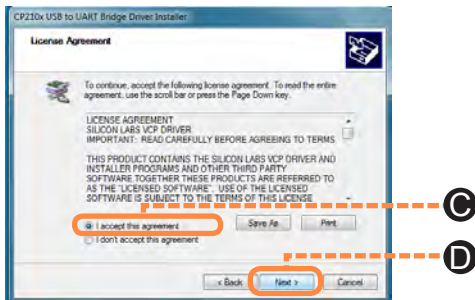 CP210x USB to UART Bridge Driver Installer
License Agreement
To continue, accept the following license agreement. To read the entire
agreement, use the scroll bar or press the Page Down key.
LICENSE AGREEMENT
SILICON LABS VCP DRIVER
IMPORTANT: READ CAREFULLY BEFORE AGREEING TO TERMS
THIS PRODUCT CONTAINS THE SILICON LABS VCP DRIVER AND
INSTALLER PROGRAMS AND OTHER THIRD PARTY
SOFTWARE. TOGETHER THESE PRODUCTS ARE REFERRED TO
AS THE "LICENSED SOFTWARE". USE OF THE LICENSED
SOFTWARE IS SUBJECT TO THE TERMS OF THIS LICENSE
I accept this agreement
Save As
Print
I don't accept this agreement
C
D
< Back
Next >
Cancel